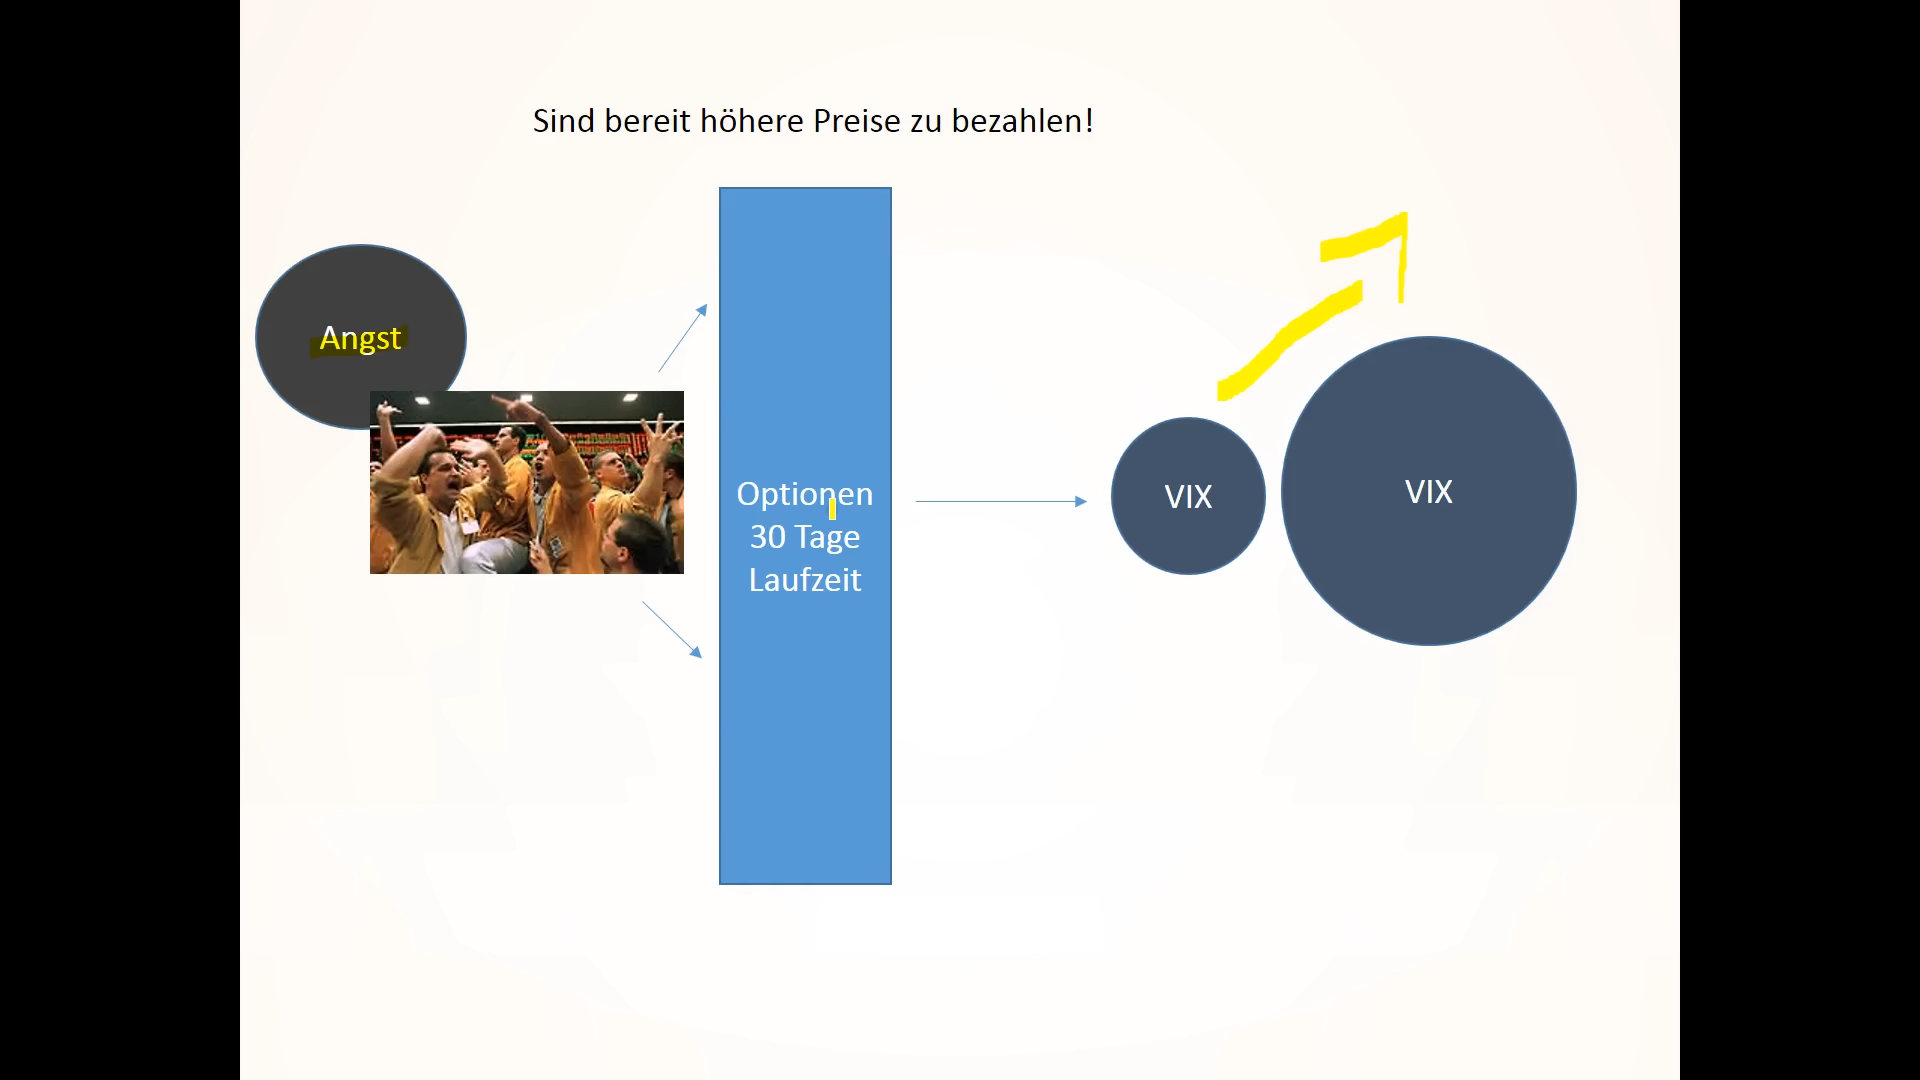 Sind bereit höhere Preise zu bezahlen!
Angst
Optionen
30 Tage
Laufzeit
VIX
VIX